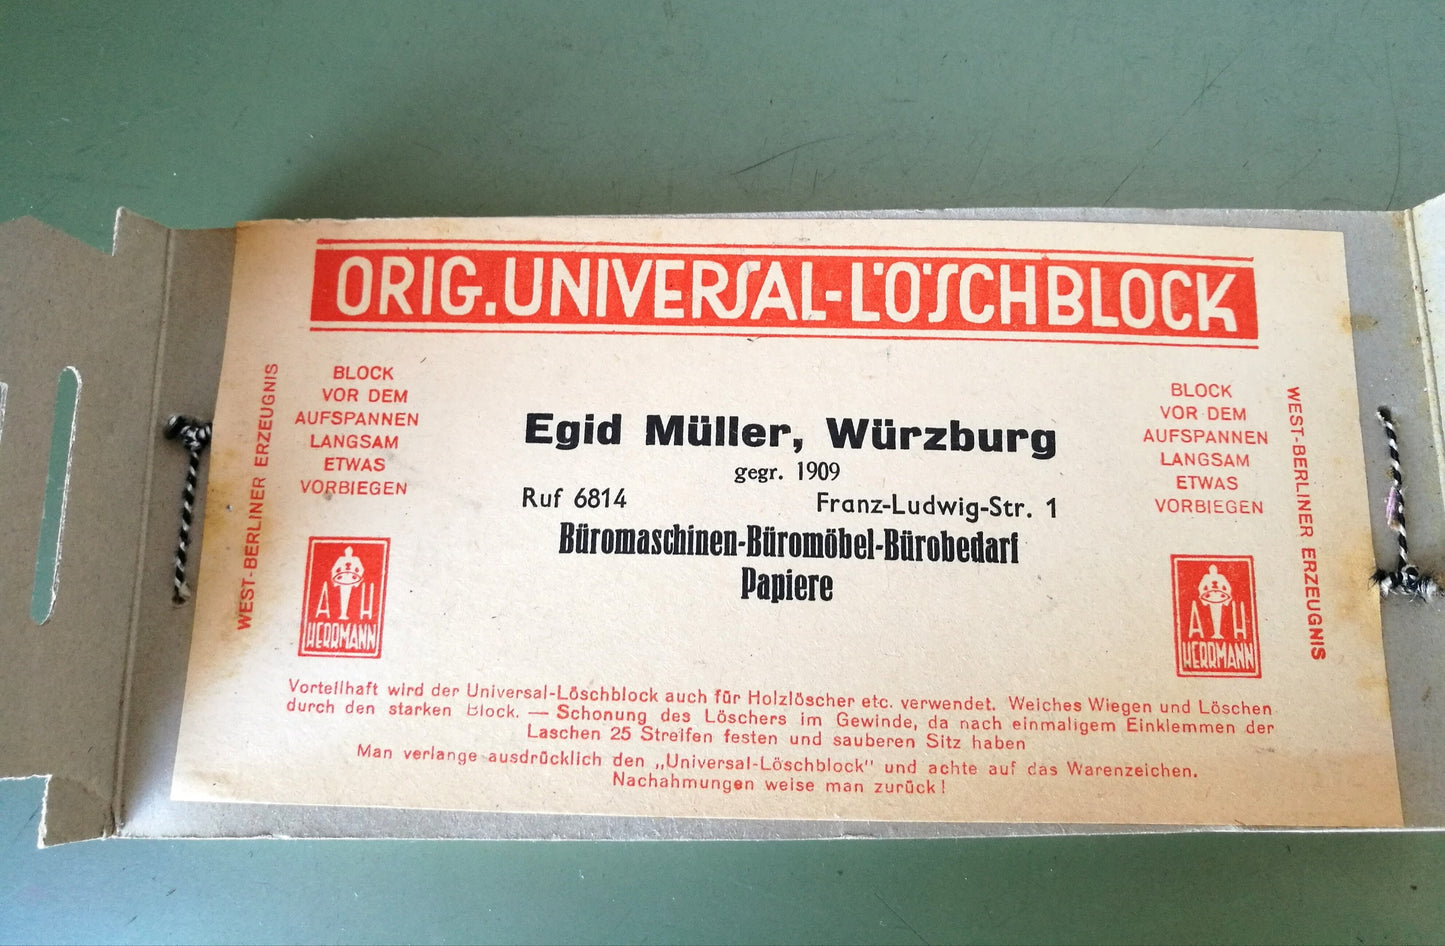 ORIG. UNIVERSAL-LÖSCHBLOCK
WEST-BERLINER ERZEUGNIS
BLOCK
VOR DEM
AUFSPANNEN
LANGSAM
ETWAS
VORBIEGEN
A H
HERRMANN
Egid Müller, Würzburg
gegr. 1909
Ruf 6814 Franz-Ludwig-Str. 1
Büromaschinen-Büromöbel-Bürobedarf
Papiere
BLOCK
VOR DEM
AUFSPANNEN
LANGSAM
ETWAS
VORBIEGEN
A H
HERRMANN
WEST-BERLINER ERZEUGNIS
Vorteilhaft wird der Universal-Löschblock auch für Holzlöscher etc. verwendet. Weiches Wiegen und Löschen
durch den starken Block. — Schonung des Löschers im Gewinde, da nach einmaligem Einklemmen der
Laschen 25 Streifen festen und sauberen Sitz haben
Man verlange ausdrücklich den „Universal-Löschblock" und achte auf das Warenzeichen.
Nachahmungen weise man zurück!